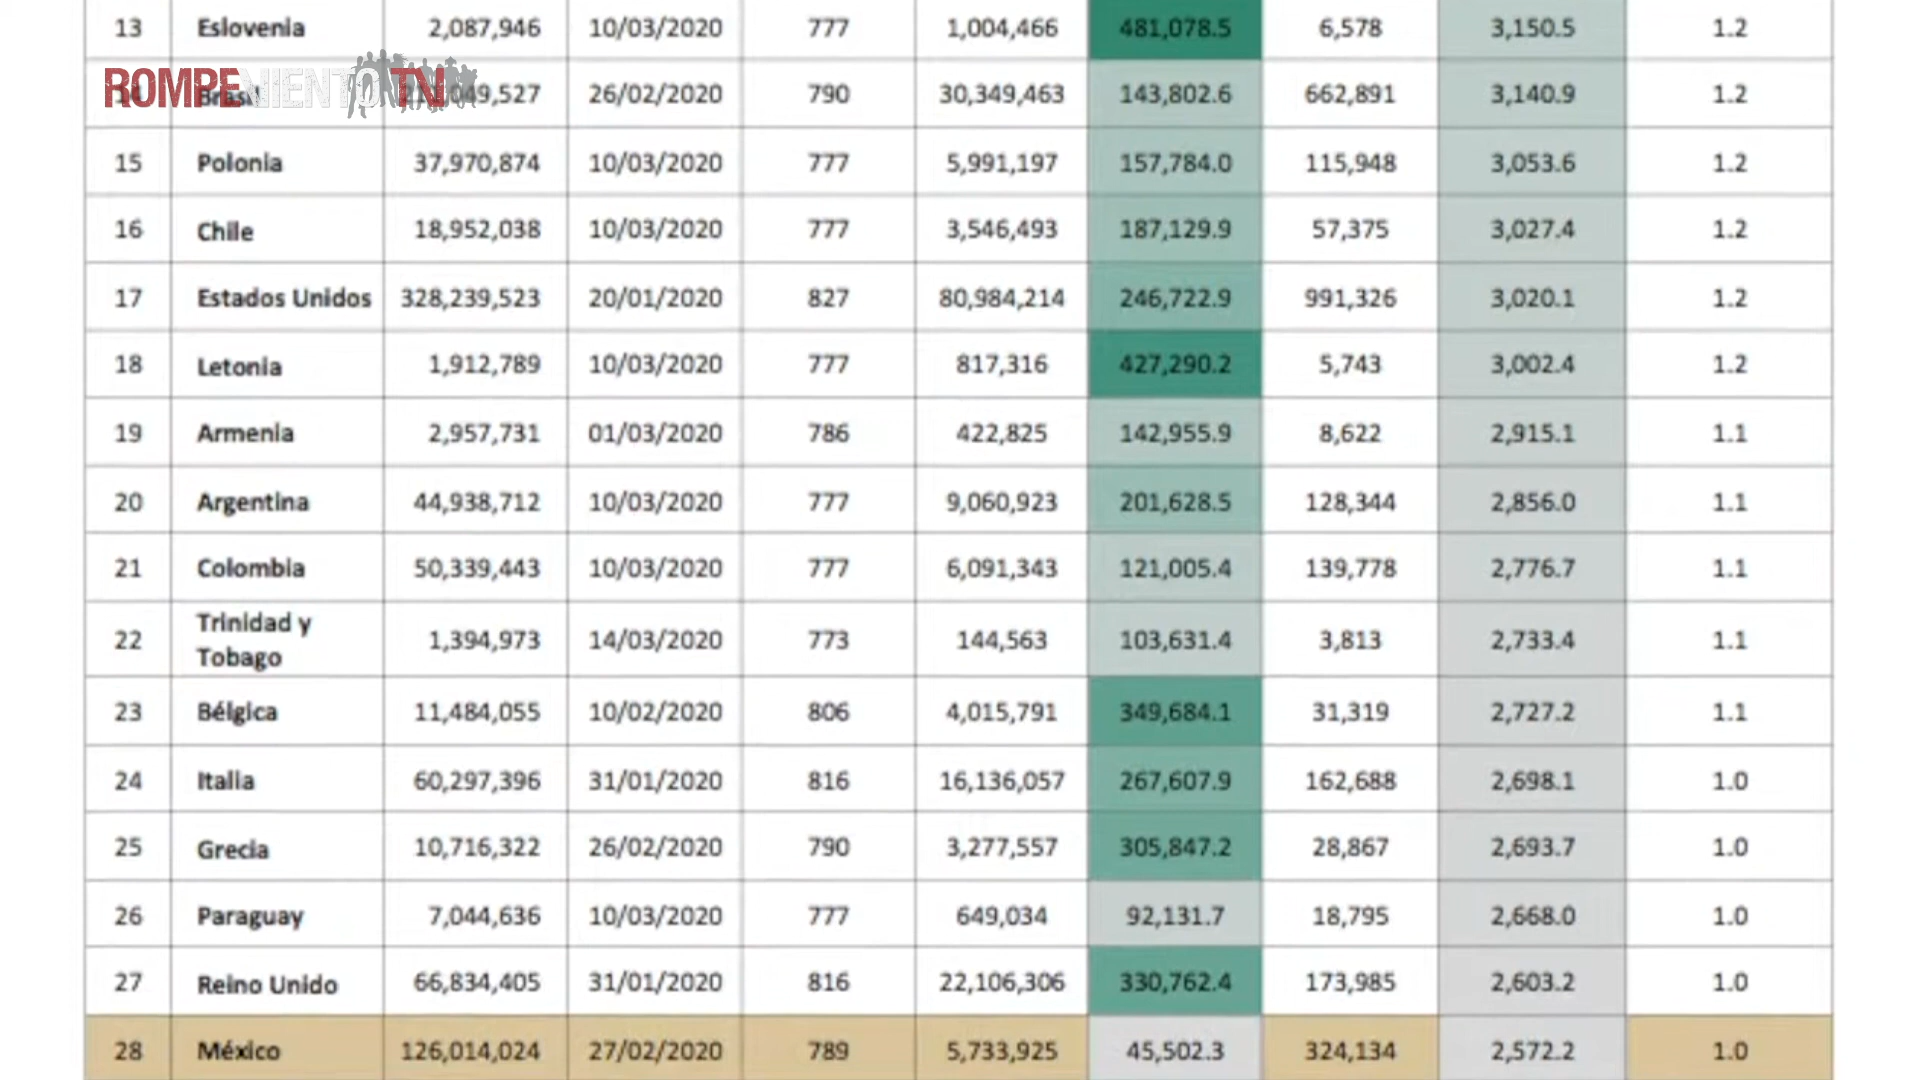 13 Eslovenia 2,087,946 10/03/2020 777 1,004,466 481,078.5 6,578 3,150.5 1.2
ROMPEVIENTO TV
14 Brasil 049,527 26/02/2020 790 30,349,463 143,802.6 662,891 3,140.9 1.2
15 Polonia 37,970,874 10/03/2020 777 5,991,197 157,784.0 115,948 3,053.6 1.2
16 Chile 18,952,038 10/03/2020 777 3,546,493 187,129.9 57,375 3,027.4 1.2
17 Estados Unidos 328,239,523 20/01/2020 827 80,984,214 246,722.9 991,326 3,020.1 1.2
18 Letonia 1,912,789 10/03/2020 777 817,316 427,290.2 5,743 3,002.4 1.2
19 Armenia 2,957,731 01/03/2020 786 422,825 142,955.9 8,622 2,915.1 1.1
20 Argentina 44,938,712 10/03/2020 777 9,060,923 201,628.5 128,344 2,856.0 1.1
21 Colombia 50,339,443 10/03/2020 777 6,091,343 121,005.4 139,778 2,776.7 1.1
22 Trinidad y Tobago 1,394,973 14/03/2020 773 144,563 103,631.4 3,813 2,733.4 1.1
23 Bélgica 11,484,055 10/02/2020 806 4,015,791 349,684.1 31,319 2,727.2 1.1
24 Italia 60,297,396 31/01/2020 816 16,136,057 267,607.9 162,688 2,698.1 1.0
25 Grecia 10,716,322 26/02/2020 790 3,277,557 305,847.2 28,867 2,693.7 1.0
26 Paraguay 7,044,636 10/03/2020 777 649,034 92,131.7 18,795 2,668.0 1.0
27 Reino Unido 66,834,405 31/01/2020 816 22,106,306 330,762.4 173,985 2,603.2 1.0
28 México 126,014,024 27/02/2020 789 5,733,925 45,502.3 324,134 2,572.2 1.0